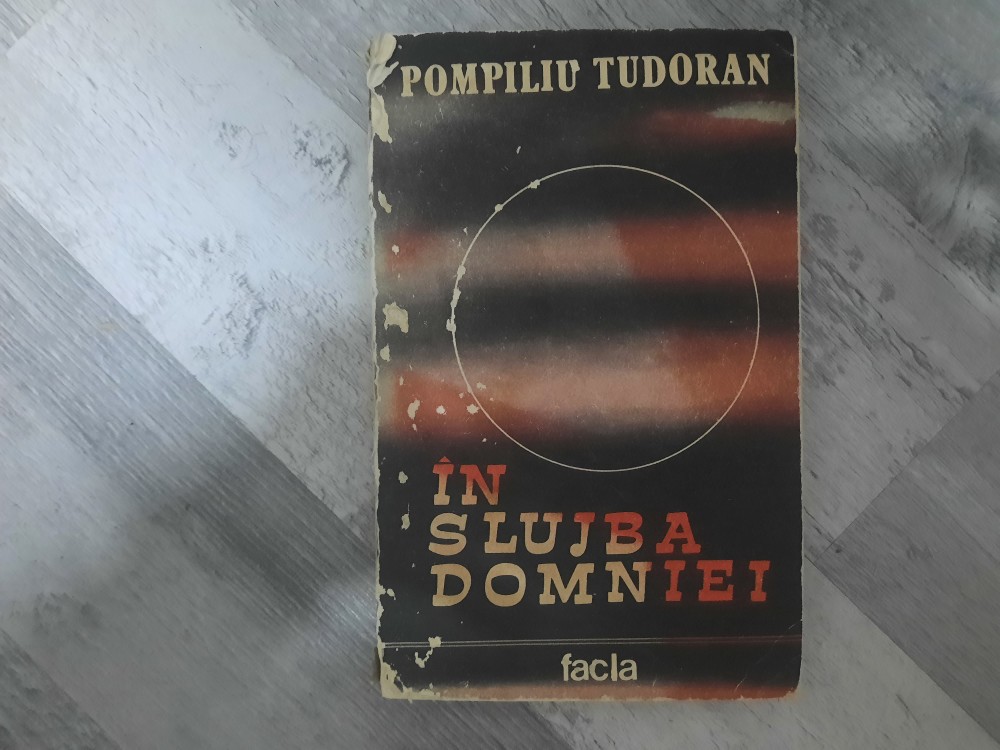 POMPILIU TUDORAN
ÎN
SLUJBA
DOMNIEI
facla